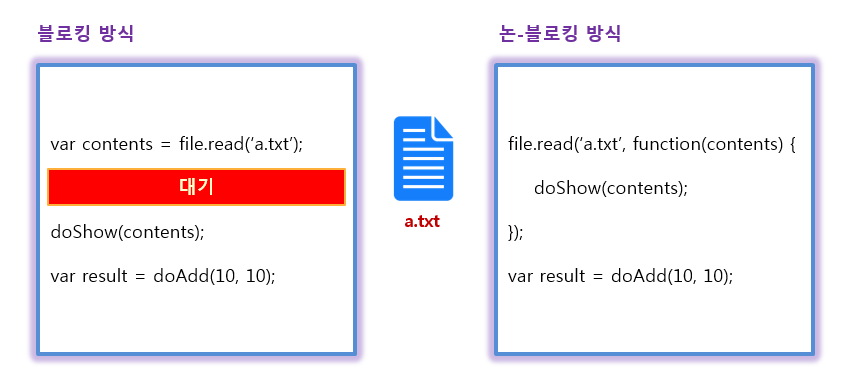 블로킹 방식
var contents = file.read(‘a.txt’);
대기
doShow(contents);
var result = doAdd(10, 10);
a.txt
논-블로킹 방식
file.read(‘a.txt’, function(contents) {
doShow(contents);
});
var result = doAdd(10, 10);